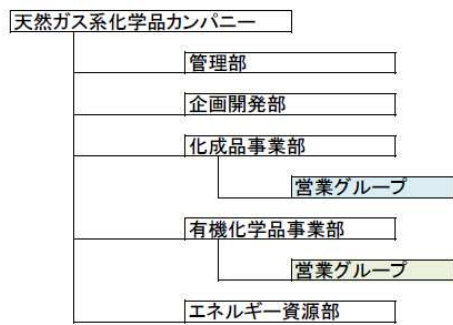 天然ガス系化学品カンパニー
管理部
企画開発部
化成品事業部
営業グループ
有機化学品事業部
営業グループ
エネルギー資源部